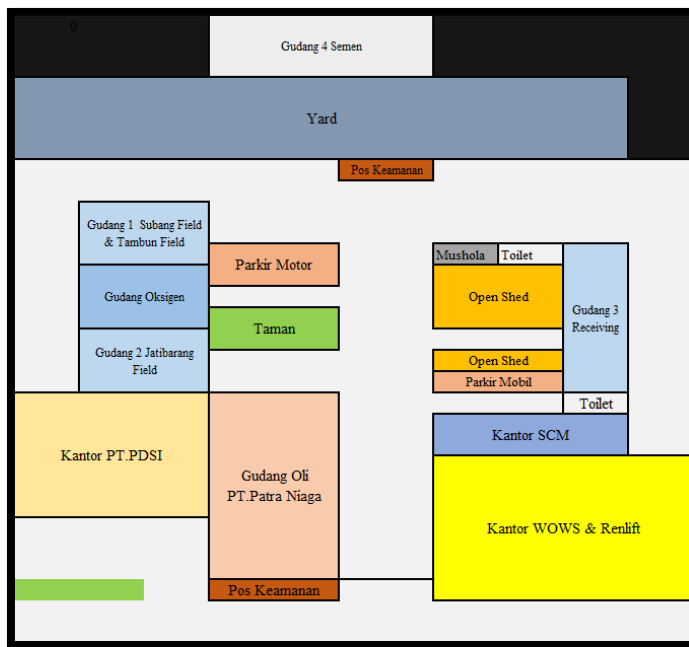 0
Gudang 4 Semen
Yard
Pos Keamanan
Gudang 1 Subang Field
& Tambun Field
Parkir Motor
Mushola
Toilet
Gudang Oksigen
Open Shed
Gudang 3
Receiving
Taman
Gudang 2 Jatibarang
Field
Open Shed
Parkir Mobil
Toilet
Kantor PT.PDSI
Kantor SCM
Gudang Oli
PT.Patra Niaga
Kantor WOWS & Renlift
Pos Keamanan